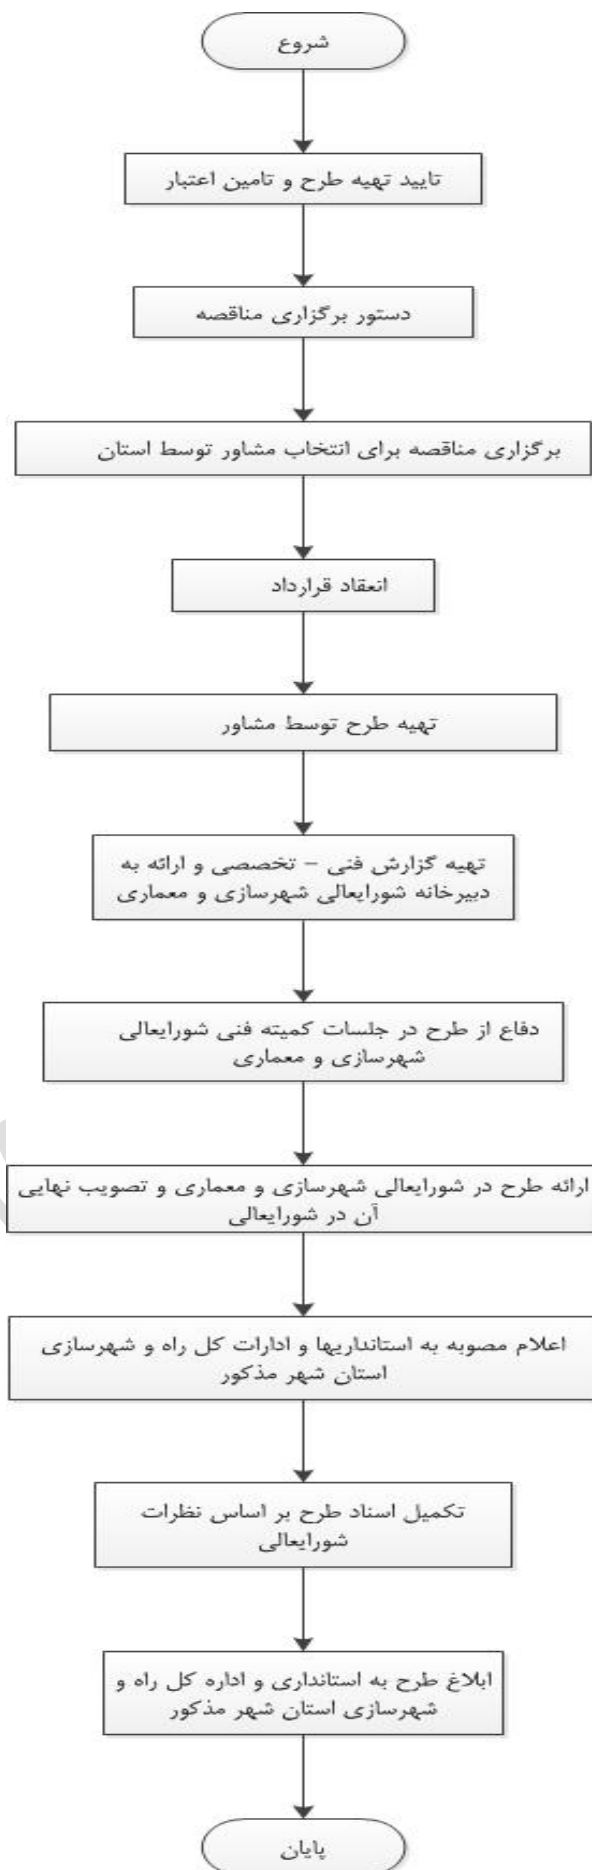 شروع
تایید تهیه طرح و تامین اعتبار
دستور برگزاری مناقصه
برگزاری مناقصه برای انتخاب مشاور توسط استان
انعقاد قرارداد
تهیه طرح توسط مشاور
تهیه گزارش فنی – تخصصی و ارائه به
دبیرخانه شورایعالی شهرسازی و معماری
دفاع از طرح در جلسات کمیته فنی شورایعالی
شهرسازی و معماری
ارائه طرح در شورایعالی شهرسازی و معماری و تصویب نهایی
آن در شورایعالی
اعلام مصوبه به استانداریها و ادارات کل راه و شهرسازی
استان شهر مذکور
تکمیل اسناد طرح بر اساس نظرات
شورایعالی
ابلاغ طرح به استانداری و اداره کل راه و
شهرسازی استان شهر مذکور
پایان